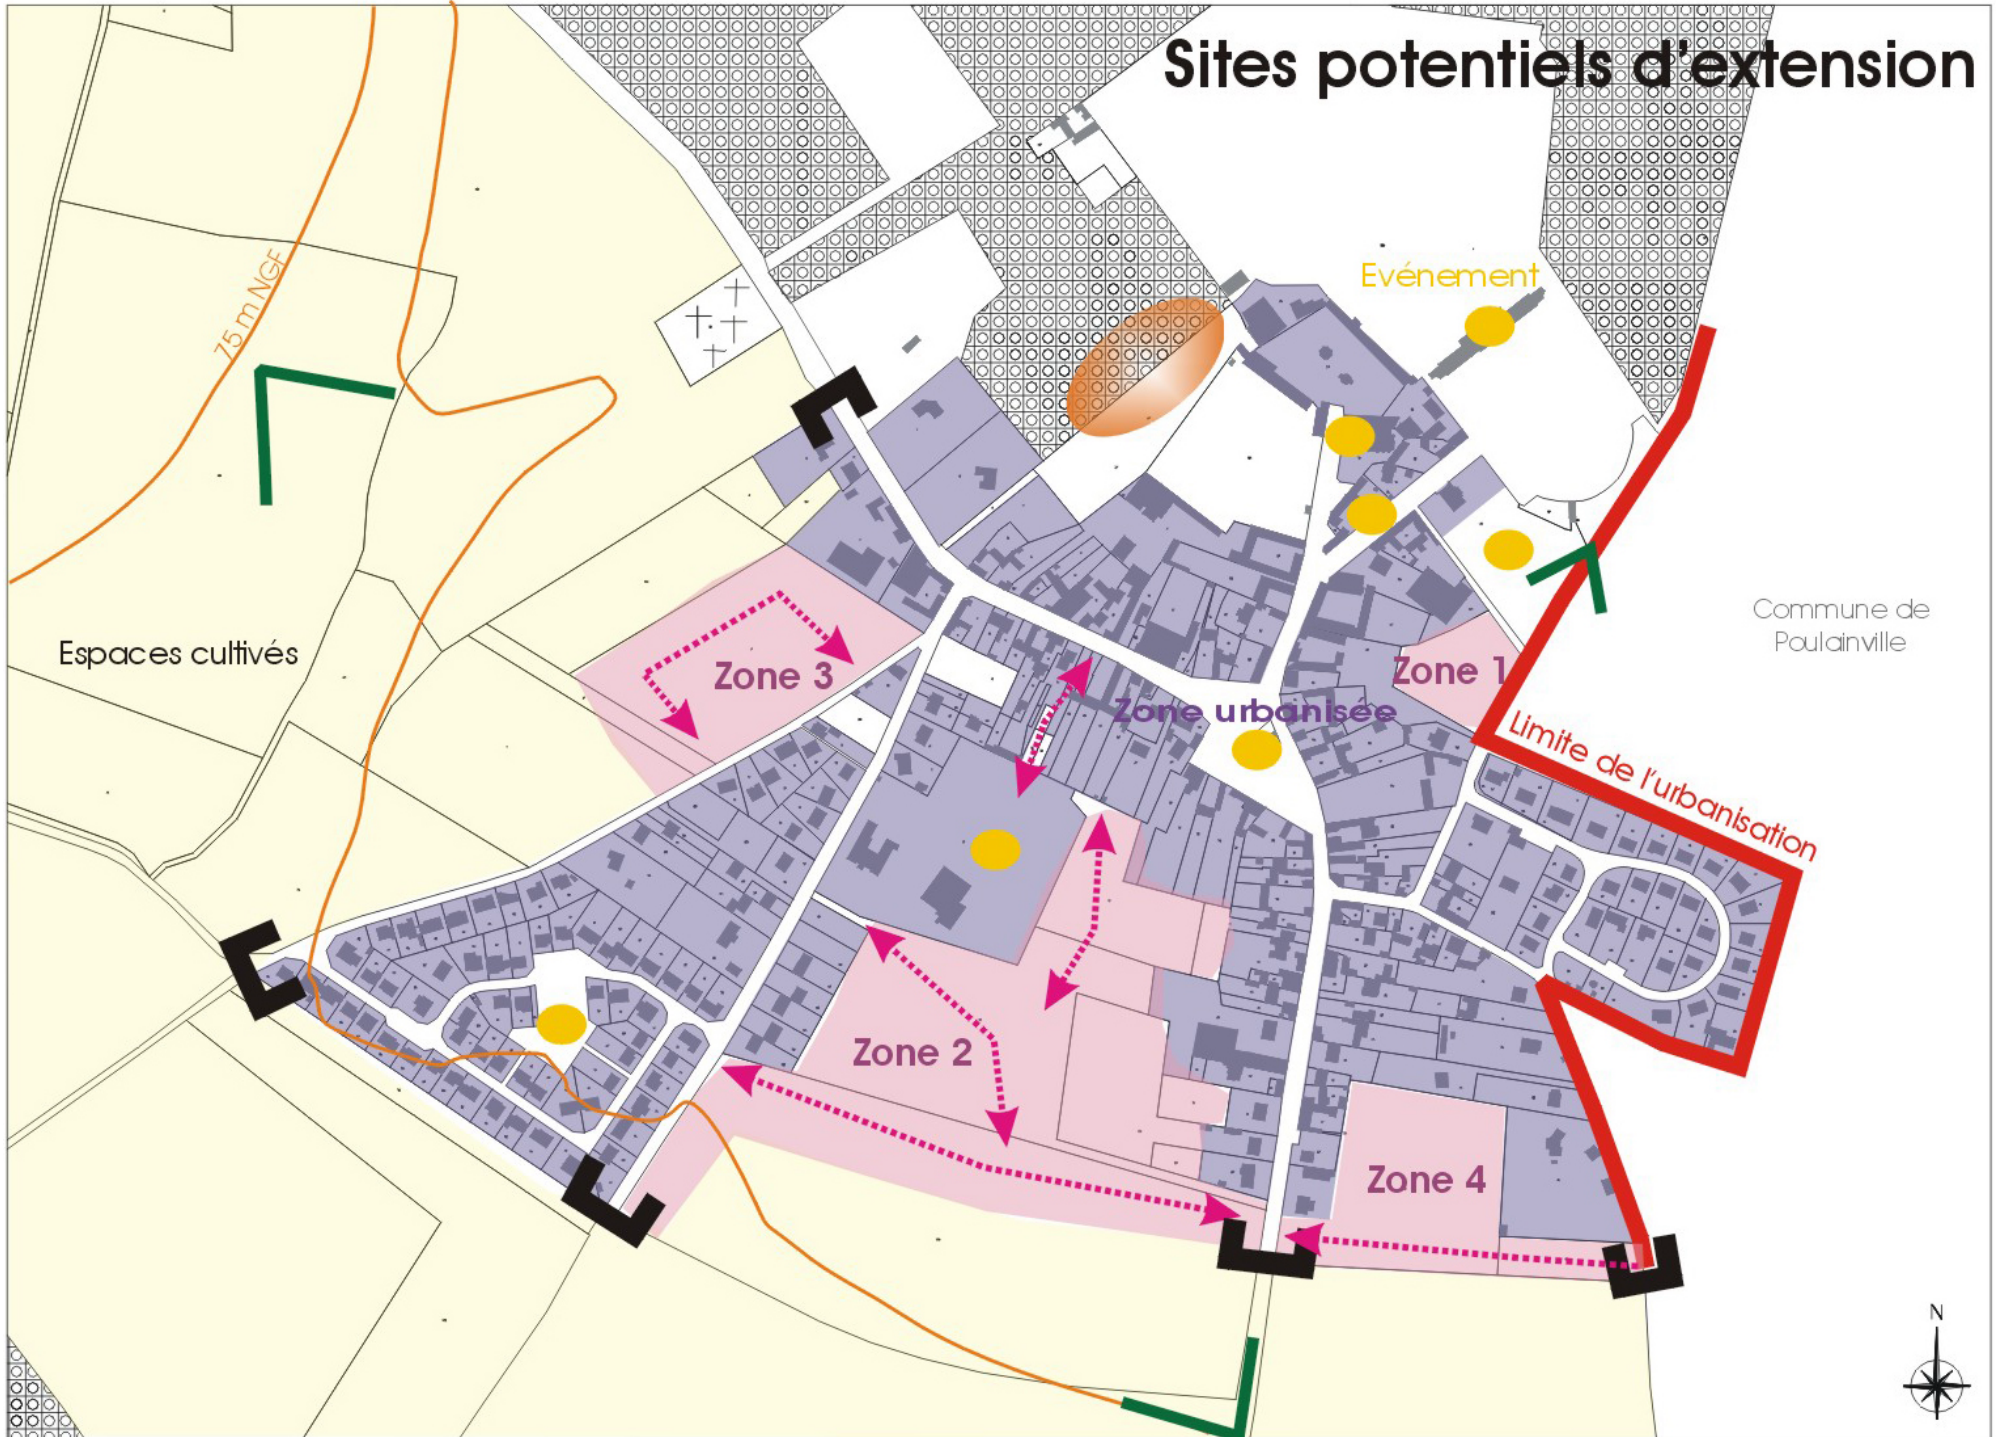 Sites potentiels d'extension
75 m NGF
Evénement
Commune de
Poulainville
Espaces cultivés
Zone 3
Zone 1
Zone urbanisée
Limite de l'urbanisation
Zone 2
Zone 4
N